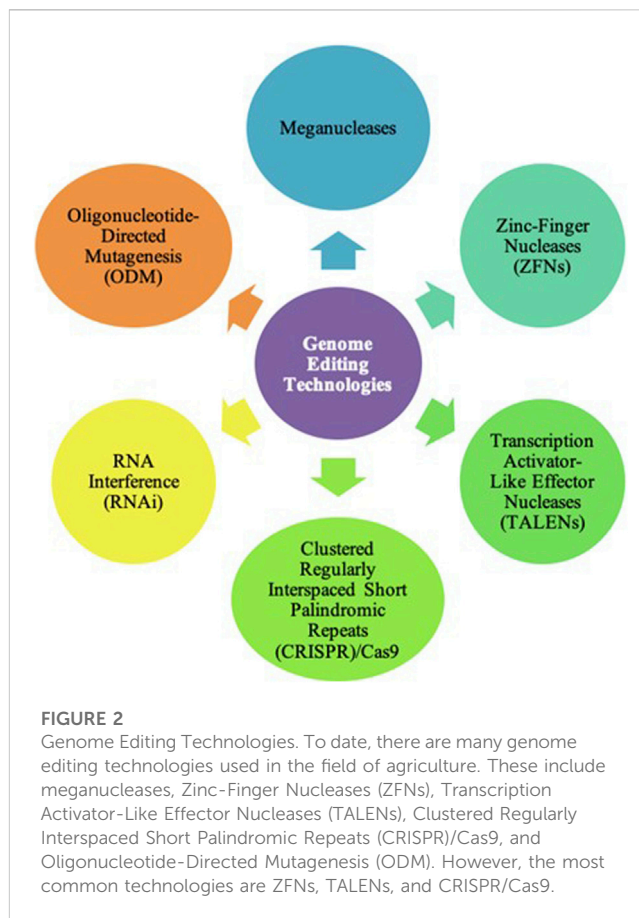 Meganucleases
Oligonucleotide-
Directed
Mutagenesis
(ODM)
Zinc-Finger
Nucleases
(ZFNs)
Genome
Editing
Technologies
RNA
Interference
(RNAi)
Transcription
Activator-
Like Effector
Nucleases
(TALENs)
Clustered
Regularly
Interspaced Short
Palindromic
Repeats
(CRISPR)/Cas9
FIGURE 2
Genome Editing Technologies. To date, there are many genome
editing technologies used in the field of agriculture. These include
meganucleases, Zinc-Finger Nucleases (ZFNs), Transcription
Activator-Like Effector Nucleases (TALENs), Clustered Regularly
Interspaced Short Palindromic Repeats (CRISPR)/Cas9, and
Oligonucleotide-Directed Mutagenesis (ODM). However, the most
common technologies are ZFNs, TALENs, and CRISPR/Cas9.